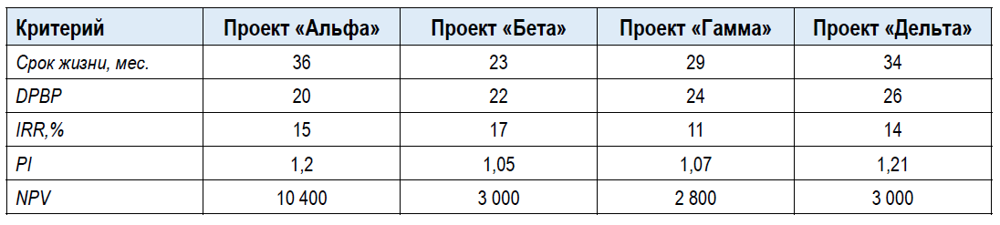 Критерий Проект «Альфа» Проект «Бета» Проект «Гамма» Проект «Дельта»
Срок жизни, мес. 36 23 29 34
DPBP 20 22 24 26
IRR,% 15 17 11 14
PI 1,2 1,05 1,07 1,21
NPV 10 400 3 000 2 800 3 000